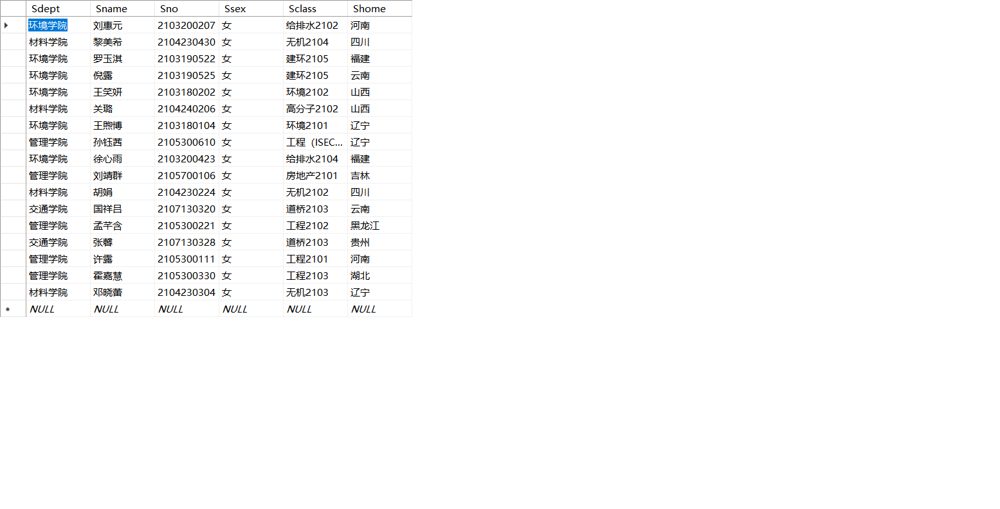 Sdept Sname Sno Ssex Sclass Shome
环境学院 刘惠元 2103200207 女 给排水2102 河南
材料学院 黎美希 2104230430 女 无机2104 四川
环境学院 罗玉淇 2103190522 女 建环2105 福建
环境学院 倪露 2103190525 女 建环2105 云南
环境学院 王笑妍 2103180202 女 环境2102 山西
材料学院 关璐 2104240206 女 高分子2102 山西
环境学院 王煦博 2103180104 女 环境2101 辽宁
管理学院 孙钰茜 2105300610 女 工程（ISEC... 辽宁
环境学院 徐心雨 2103200423 女 给排水2104 福建
管理学院 刘靖群 2105700106 女 房地产2101 吉林
材料学院 胡娟 2104230224 女 无机2102 四川
交通学院 国祥吕 2107130320 女 道桥2103 云南
管理学院 孟芊含 2105300221 女 工程2102 黑龙江
交通学院 张馨 2107130328 女 道桥2103 贵州
管理学院 许露 2105300111 女 工程2101 河南
管理学院 霍嘉慧 2105300330 女 工程2103 湖北
材料学院 邓晓蕾 2104230304 女 无机2103 辽宁
NULL NULL NULL NULL NULL NULL